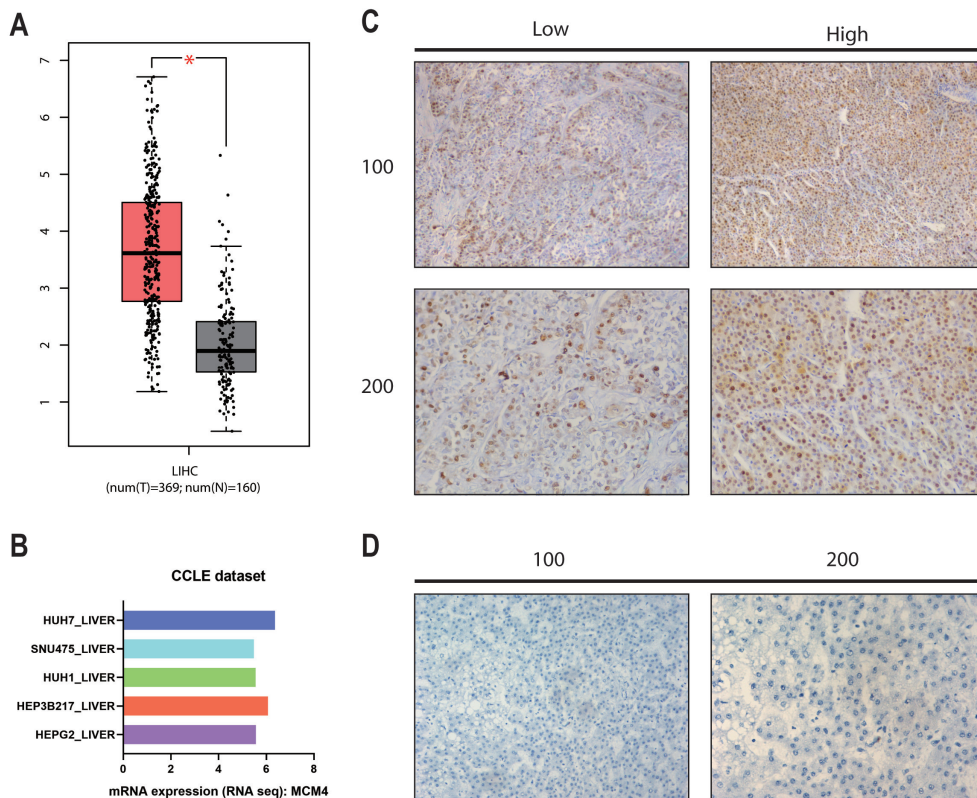 A
7
6
5
4
3
2
1
*
LIHC
(num(T)=369; num(N)=160)
B
CCLE dataset
HUH7_LIVER
SNU475_LIVER
HUH1_LIVER
HEP3B217_LIVER
HEPG2_LIVER
0 2 4 6 8
mRNA expression (RNA seq): MCM4
C
Low High
100
200
D
100 200